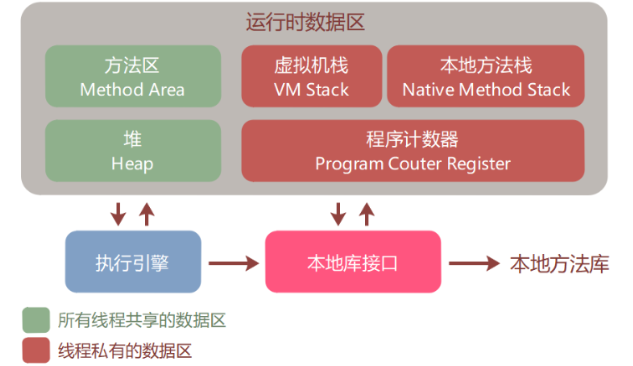 运行时数据区
方法区
Method Area
虚拟机栈
VM Stack
本地方法栈
Native Method Stack
堆
Heap
程序计数器
Program Couter Register
执行引擎
本地库接口
本地方法库
所有线程共享的数据区
线程私有的数据区